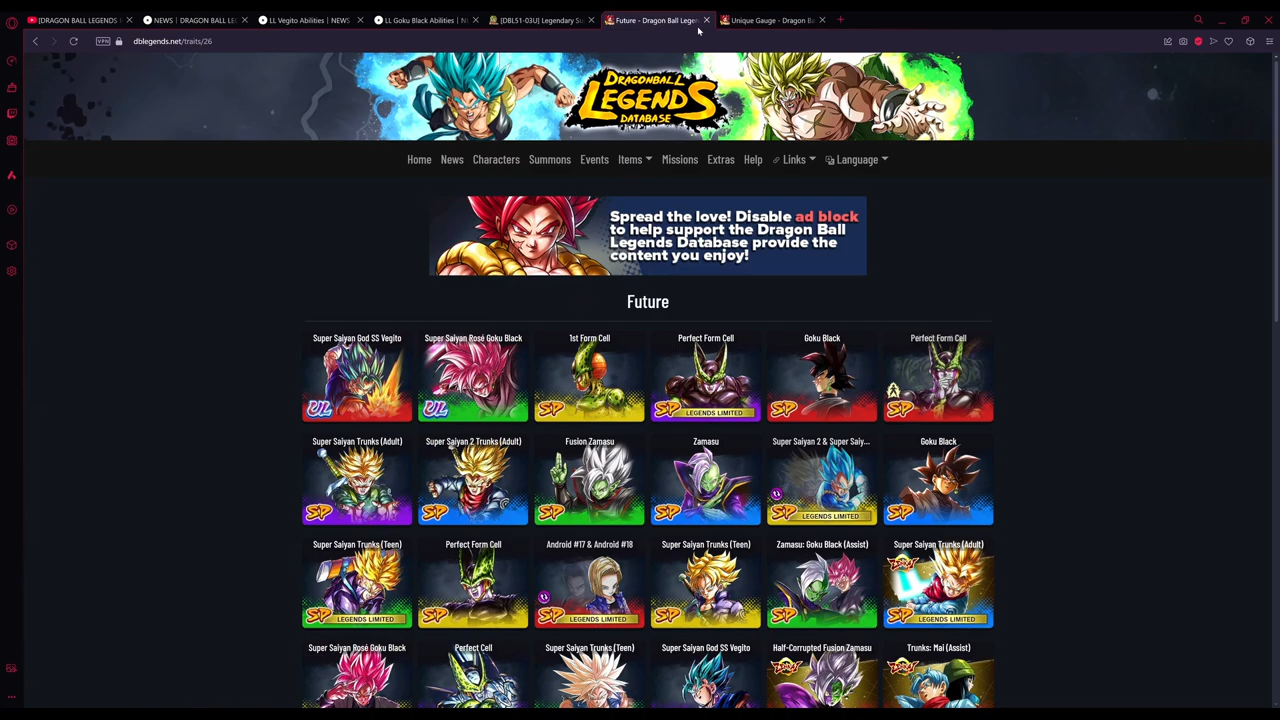 [DRAGON BALL LEGENDS
NEWS | DRAGON BALL LEG
LL Vegito Abilities | NEWS
LL Goku Black Abilities | N
[DBL51-03U] Legendary Su
Future - Dragon Ball Legen
Unique Gauge - Dragon Ba
VPN
dblegends.net/traits/26
DRAGONBALL
LEGENDS
DATABASE
Home
News
Characters
Summons
Events
Items
Missions
Extras
Help
Links
Language
Spread the love! Disable ad block
to help support the Dragon Ball
Legends Database provide the
content you enjoy!
Future
Super Saiyan God SS Vegito
Super Saiyan Rosé Goku Black
1st Form Cell
Perfect Form Cell
Goku Black
Perfect Form Cell
UL
UL
SP
SP LEGENDS LIMITED
SP
SP
Super Saiyan Trunks (Adult)
Super Saiyan 2 Trunks (Adult)
Fusion Zamasu
Zamasu
Super Saiyan 2 & Super Saiy...
Goku Black
SP
SP
SP
SP
SP LEGENDS LIMITED
SP
Super Saiyan Trunks (Teen)
Perfect Form Cell
Android #17 & Android #18
Super Saiyan Trunks (Teen)
Zamasu: Goku Black (Assist)
Super Saiyan Trunks (Adult)
SP LEGENDS LIMITED
SP
SP LEGENDS LIMITED
SP
SP
SP LEGENDS LIMITED
Super Saiyan Rosé Goku Black
Perfect Cell
Super Saiyan Trunks (Teen)
Super Saiyan God SS Vegito
Half-Corrupted Fusion Zamasu
Trunks: Mai (Assist)